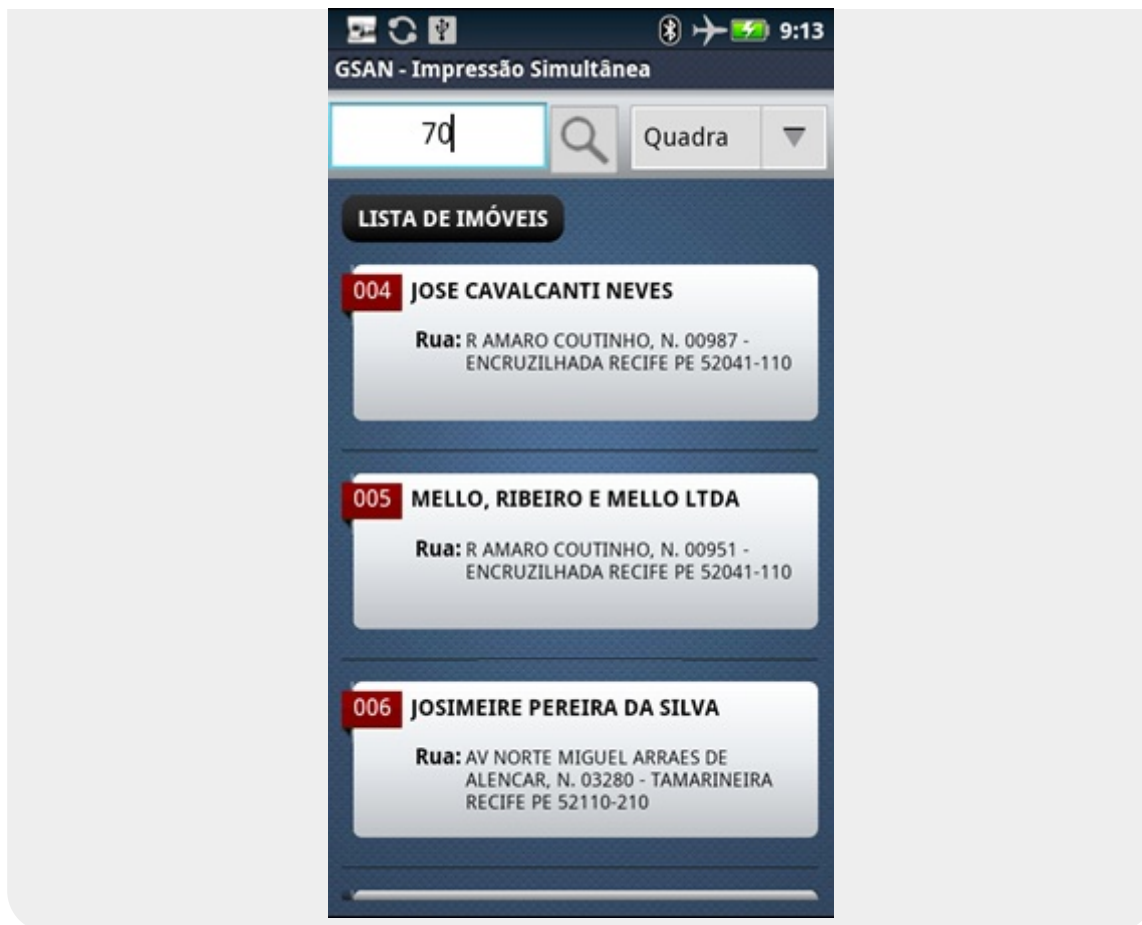 9:13
GSAN - Impressão Simultânea
70
Quadra
LISTA DE IMÓVEIS
004 JOSE CAVALCANTI NEVES
Rua: R AMARO COUTINHO, N. 00987 -
ENCRUZILHADA RECIFE PE 52041-110
005 MELLO, RIBEIRO E MELLO LTDA
Rua: R AMARO COUTINHO, N. 00951 -
ENCRUZILHADA RECIFE PE 52041-110
006 JOSIMEIRE PEREIRA DA SILVA
Rua: AV NORTE MIGUEL ARRAES DE
ALENCAR, N. 03280 - TAMARINEIRA
RECIFE PE 52110-210